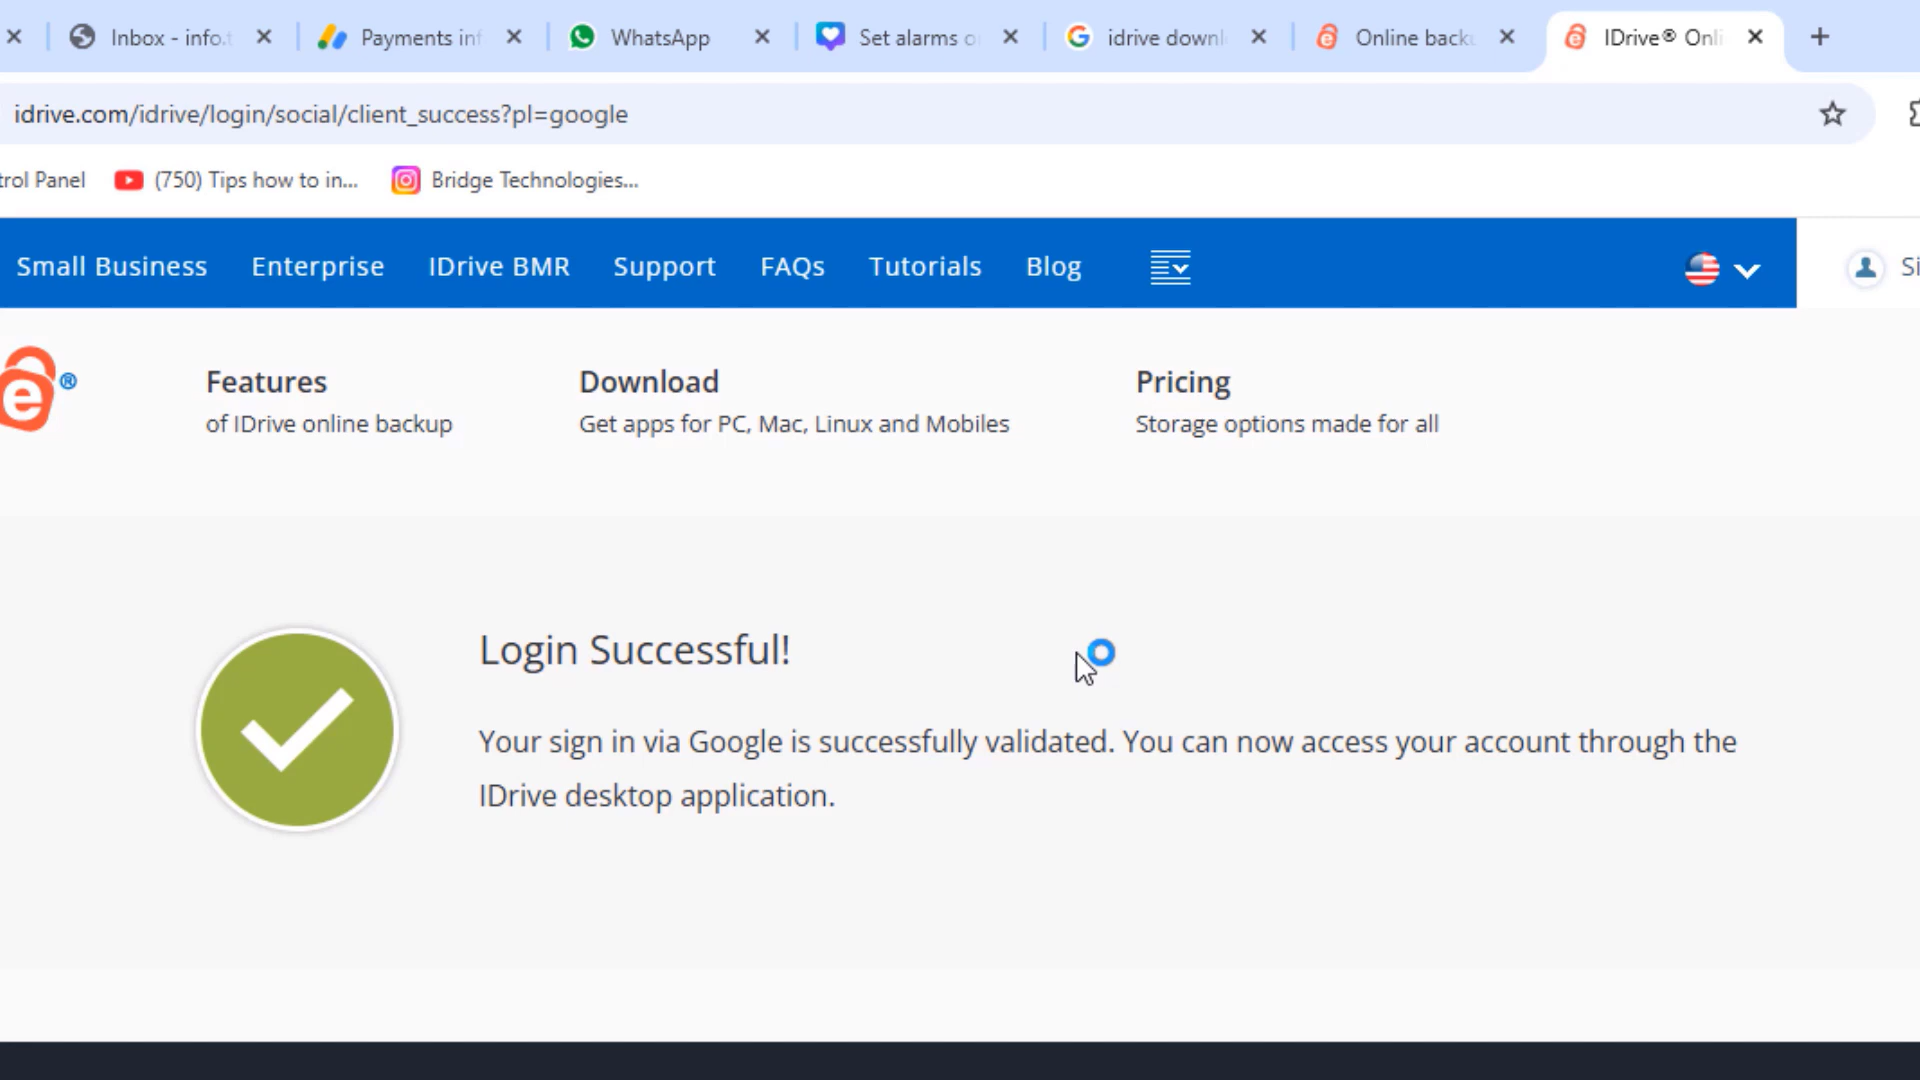 Inbox - info.t
Payments inf
WhatsApp
Set alarms o
idrive downl
Online backu
IDrive® Onli
idrive.com/idrive/login/social/client_success?pl=google
trol Panel
(750) Tips how to in...
Bridge Technologies...
Small Business
Enterprise
IDrive BMR
Support
FAQs
Tutorials
Blog
Si
e®
Features
of IDrive online backup
Download
Get apps for PC, Mac, Linux and Mobiles
Pricing
Storage options made for all
Login Successful!
Your sign in via Google is successfully validated. You can now access your account through the
IDrive desktop application.